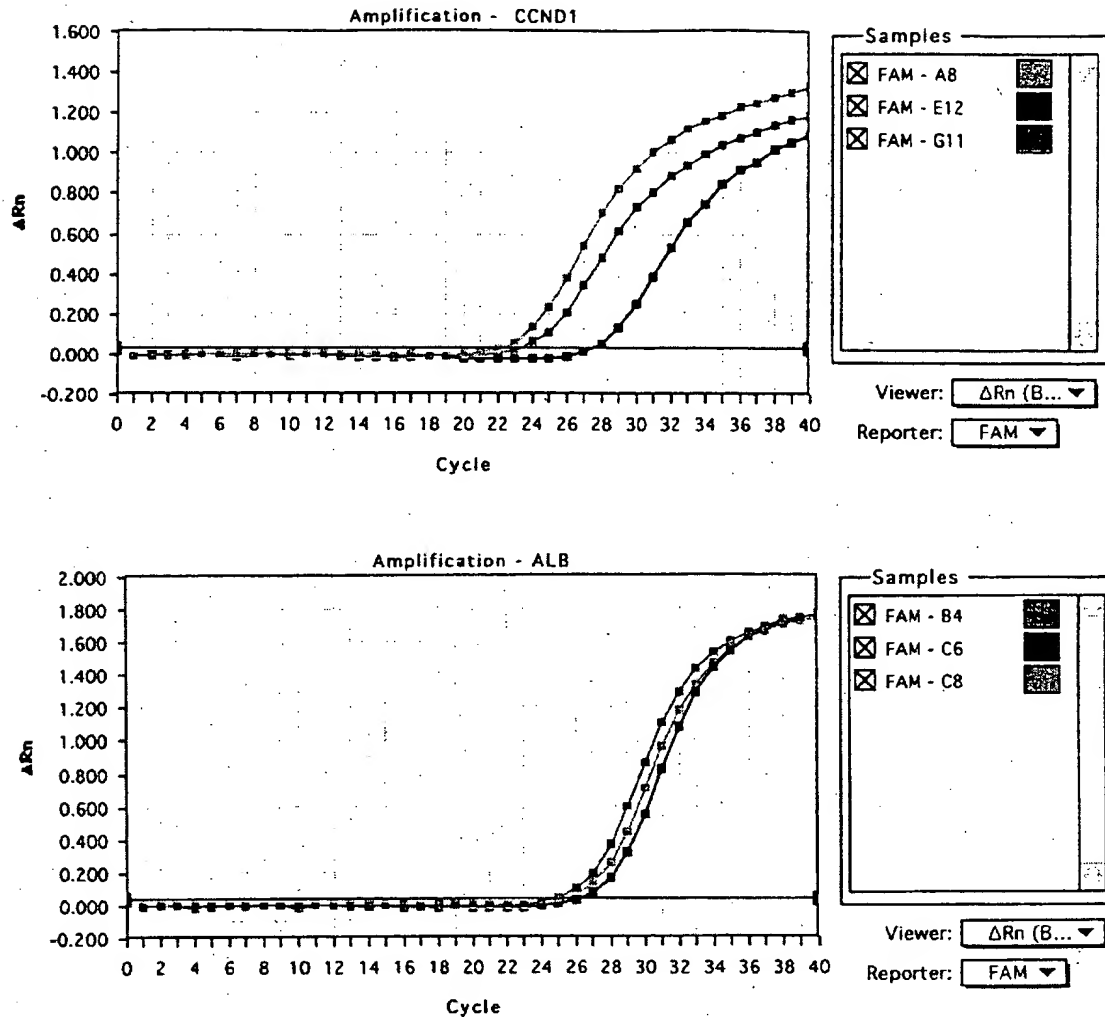 Amplification - CCND1
1.600
1.400
1.200
1.000
0.800
0.600
0.400
0.200
0.000
-0.200
ΔRn
0 2 4 6 8 10 12 14 16 18 20 22 24 26 28 30 32 34 36 38 40
Cycle
Samples
FAM - A8
FAM - E12
FAM - G11
Viewer: ΔRn (B...
Reporter: FAM
Amplification - ALB
2.000
1.800
1.600
1.400
1.200
1.000
0.800
0.600
0.400
0.200
0.000
-0.200
ΔRn
0 2 4 6 8 10 12 14 16 18 20 22 24 26 28 30 32 34 36 38 40
Cycle
Samples
FAM - B4
FAM - C6
FAM - C8
Viewer: ΔRn (B...
Reporter: FAM